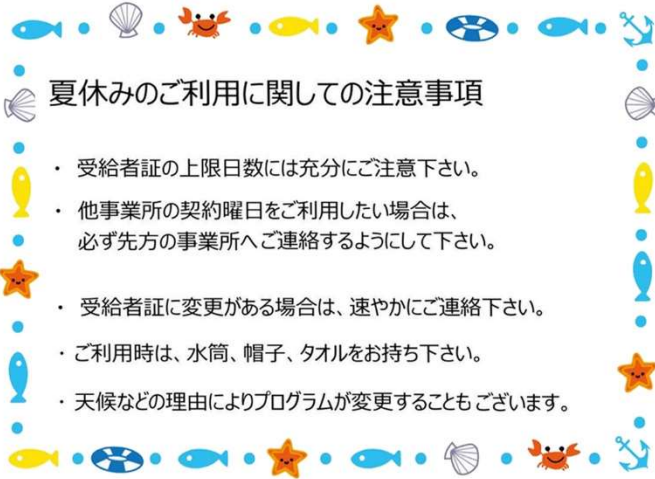 夏休みのご利用に関しての注意事項
・ 受給者証の上限日数には充分にご注意下さい。
・ 他事業所の契約曜日をご利用したい場合は、
必ず先方の事業所へご連絡するようにして下さい。
・ 受給者証に変更がある場合は、速やかにご連絡下さい。
・ご利用時は、水筒、帽子、タオルをお持ち下さい。
・天候などの理由によりプログラムが変更することもございます。